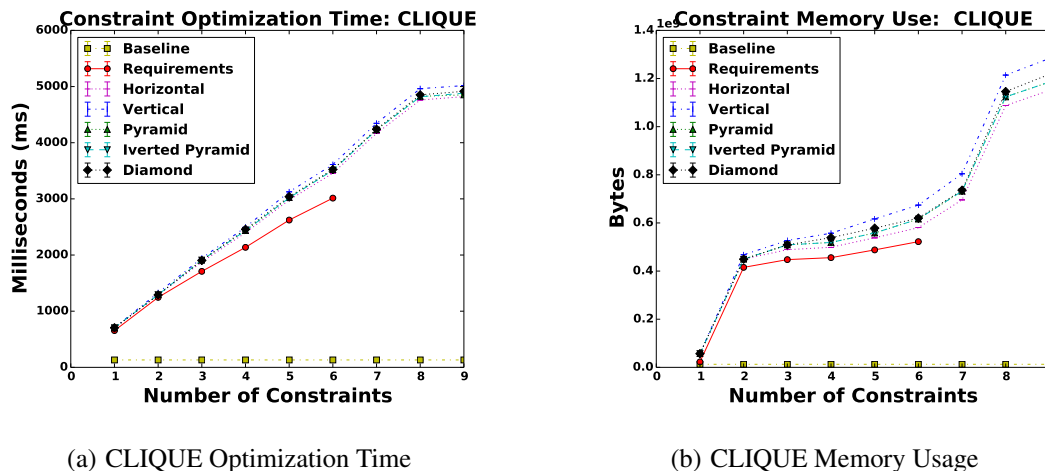 Constraint Optimization Time: CLIQUE
6000
5000
4000
3000
2000
1000
0
Milliseconds (ms)
Baseline
Requirements
Horizontal
Vertical
Pyramid
Iverted Pyramid
Diamond
0 1 2 3 4 5 6 7 8 9
Number of Constraints
(a) CLIQUE Optimization Time
Constraint Memory Use: CLIQUE
1e9
1.4
1.2
1.0
0.8
0.6
0.4
0.2
0.0
Bytes
Baseline
Requirements
Horizontal
Vertical
Pyramid
Iverted Pyramid
Diamond
0 1 2 3 4 5 6 7 8
Number of Constraints
(b) CLIQUE Memory Usage